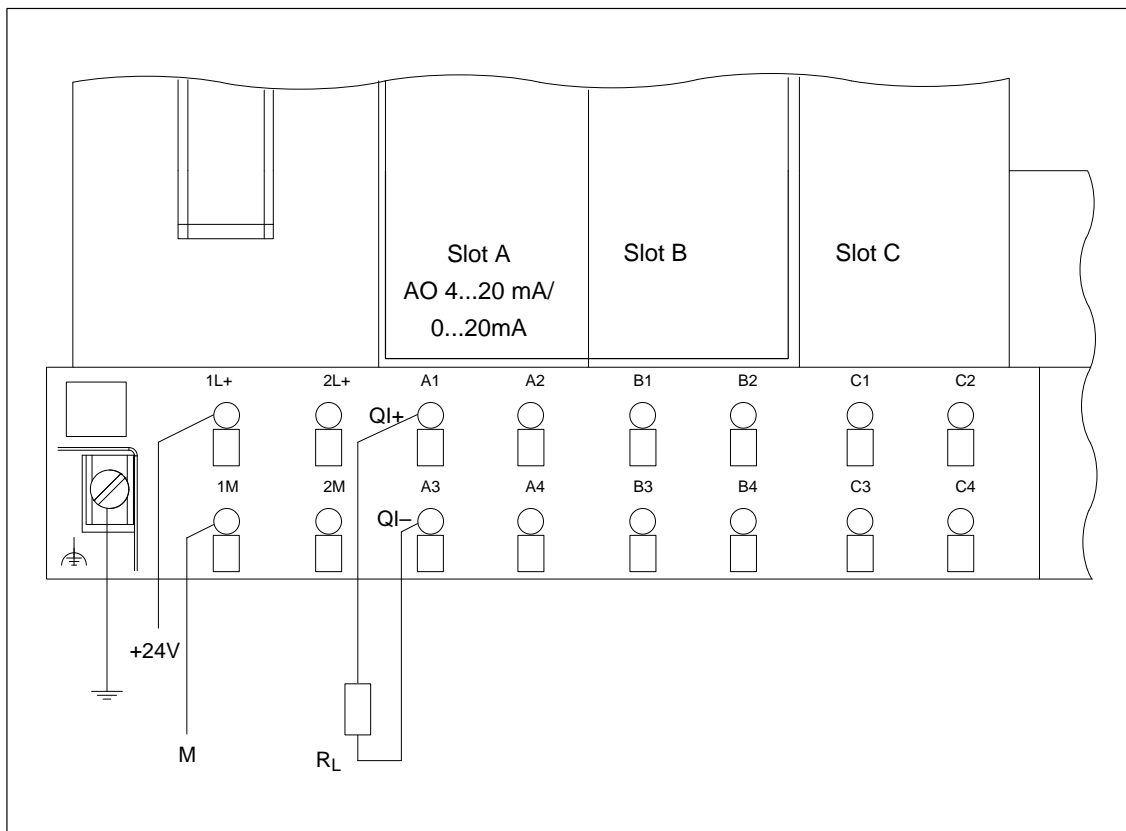 Slot A
AO 4...20 mA/
0...20mA
Slot B
Slot C
1L+ 2L+ A1 A2 B1 B2 C1 C2
QI+
1M 2M A3 A4 B3 B4 C3 C4
QI–
+24V
M
RL